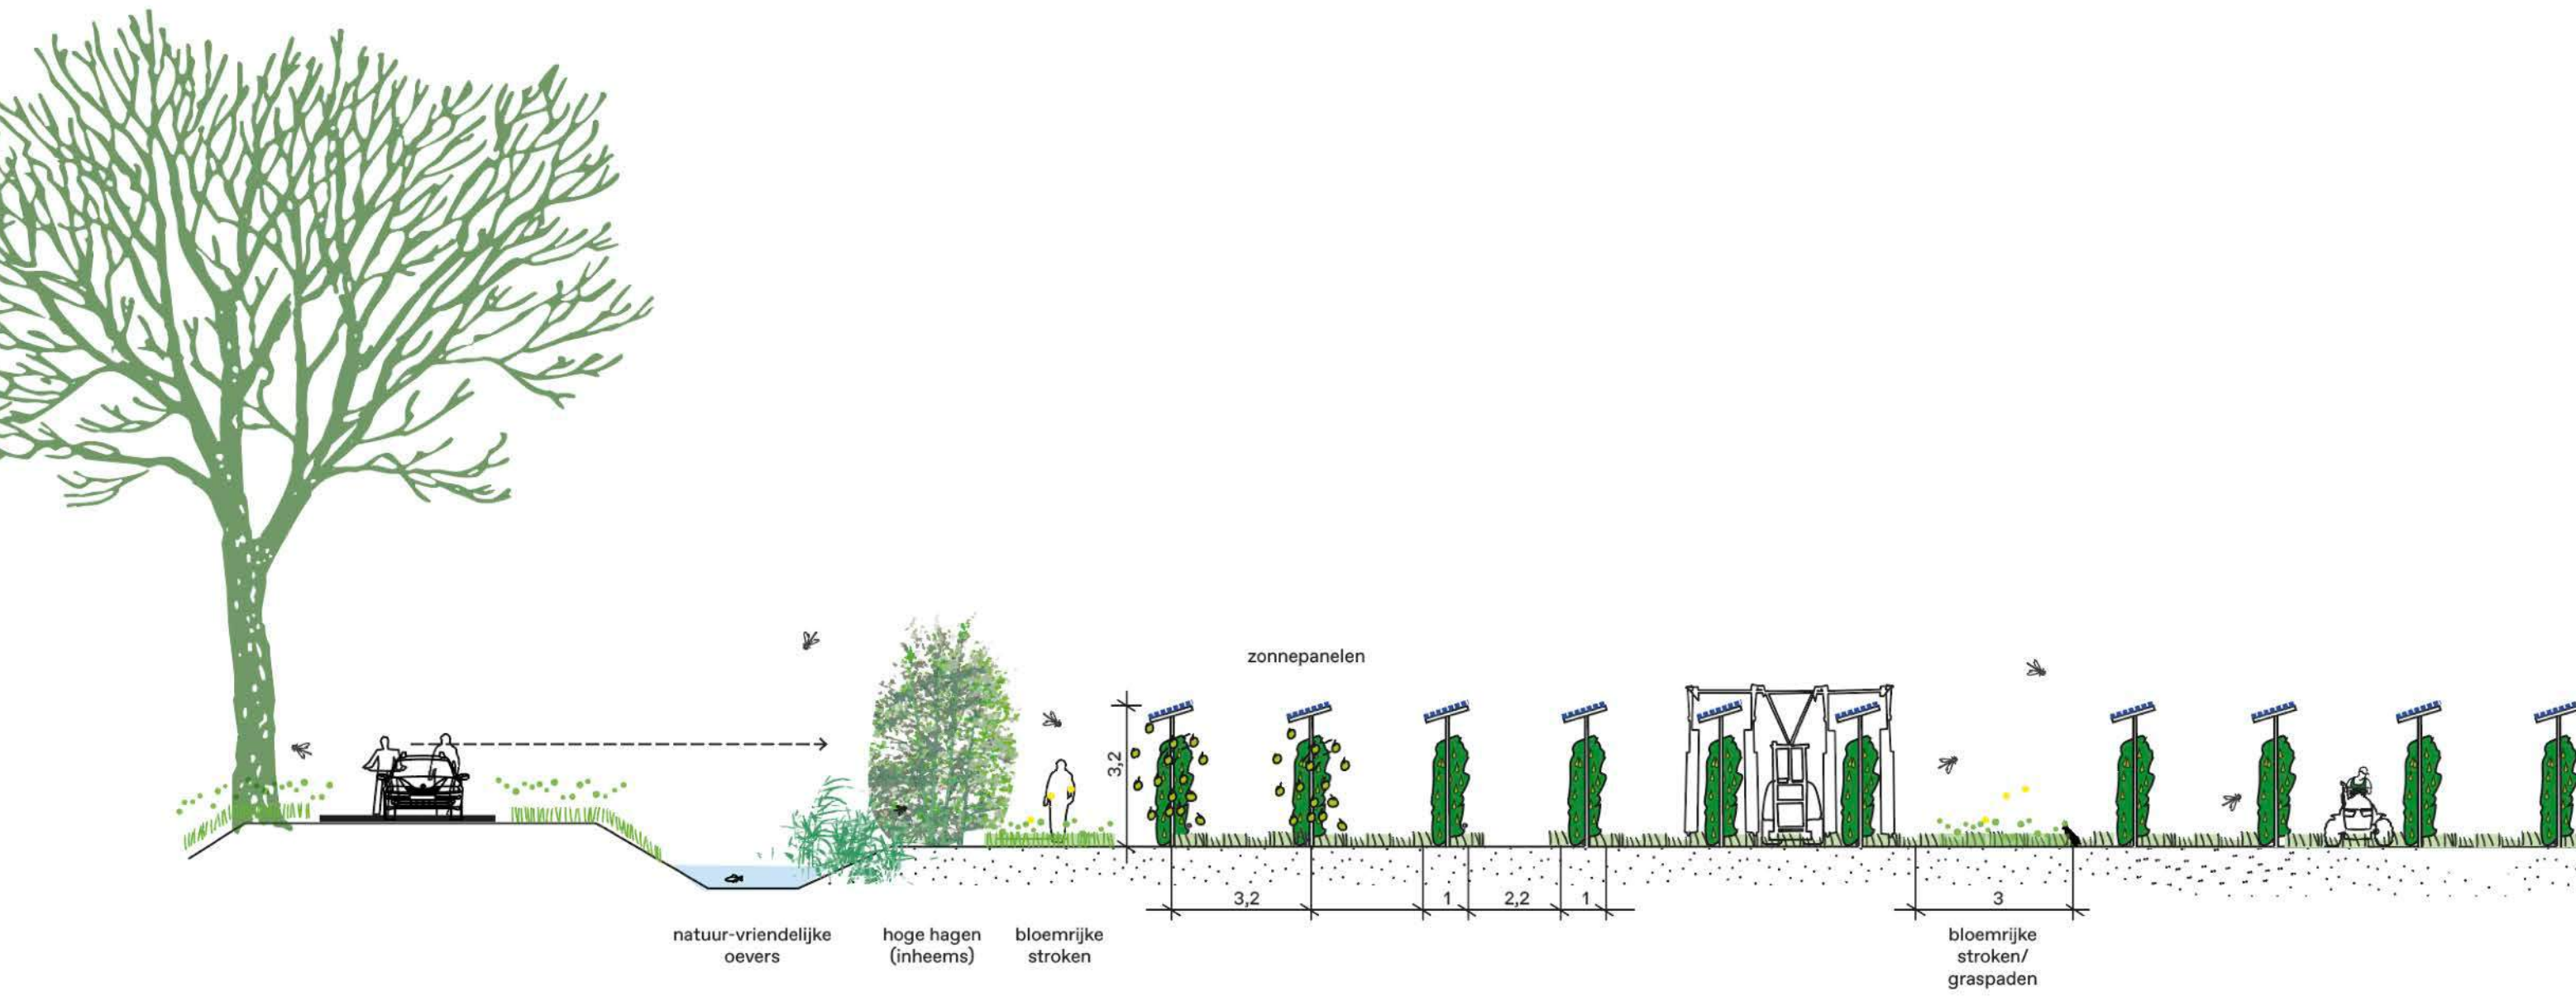 zonnepanelen
3,2
3,2
1
2,2
1
3
natuur-vriendelijke
oevers
hoge hagen
(inheems)
bloemrijke
stroken
bloemrijke
stroken/
graspaden